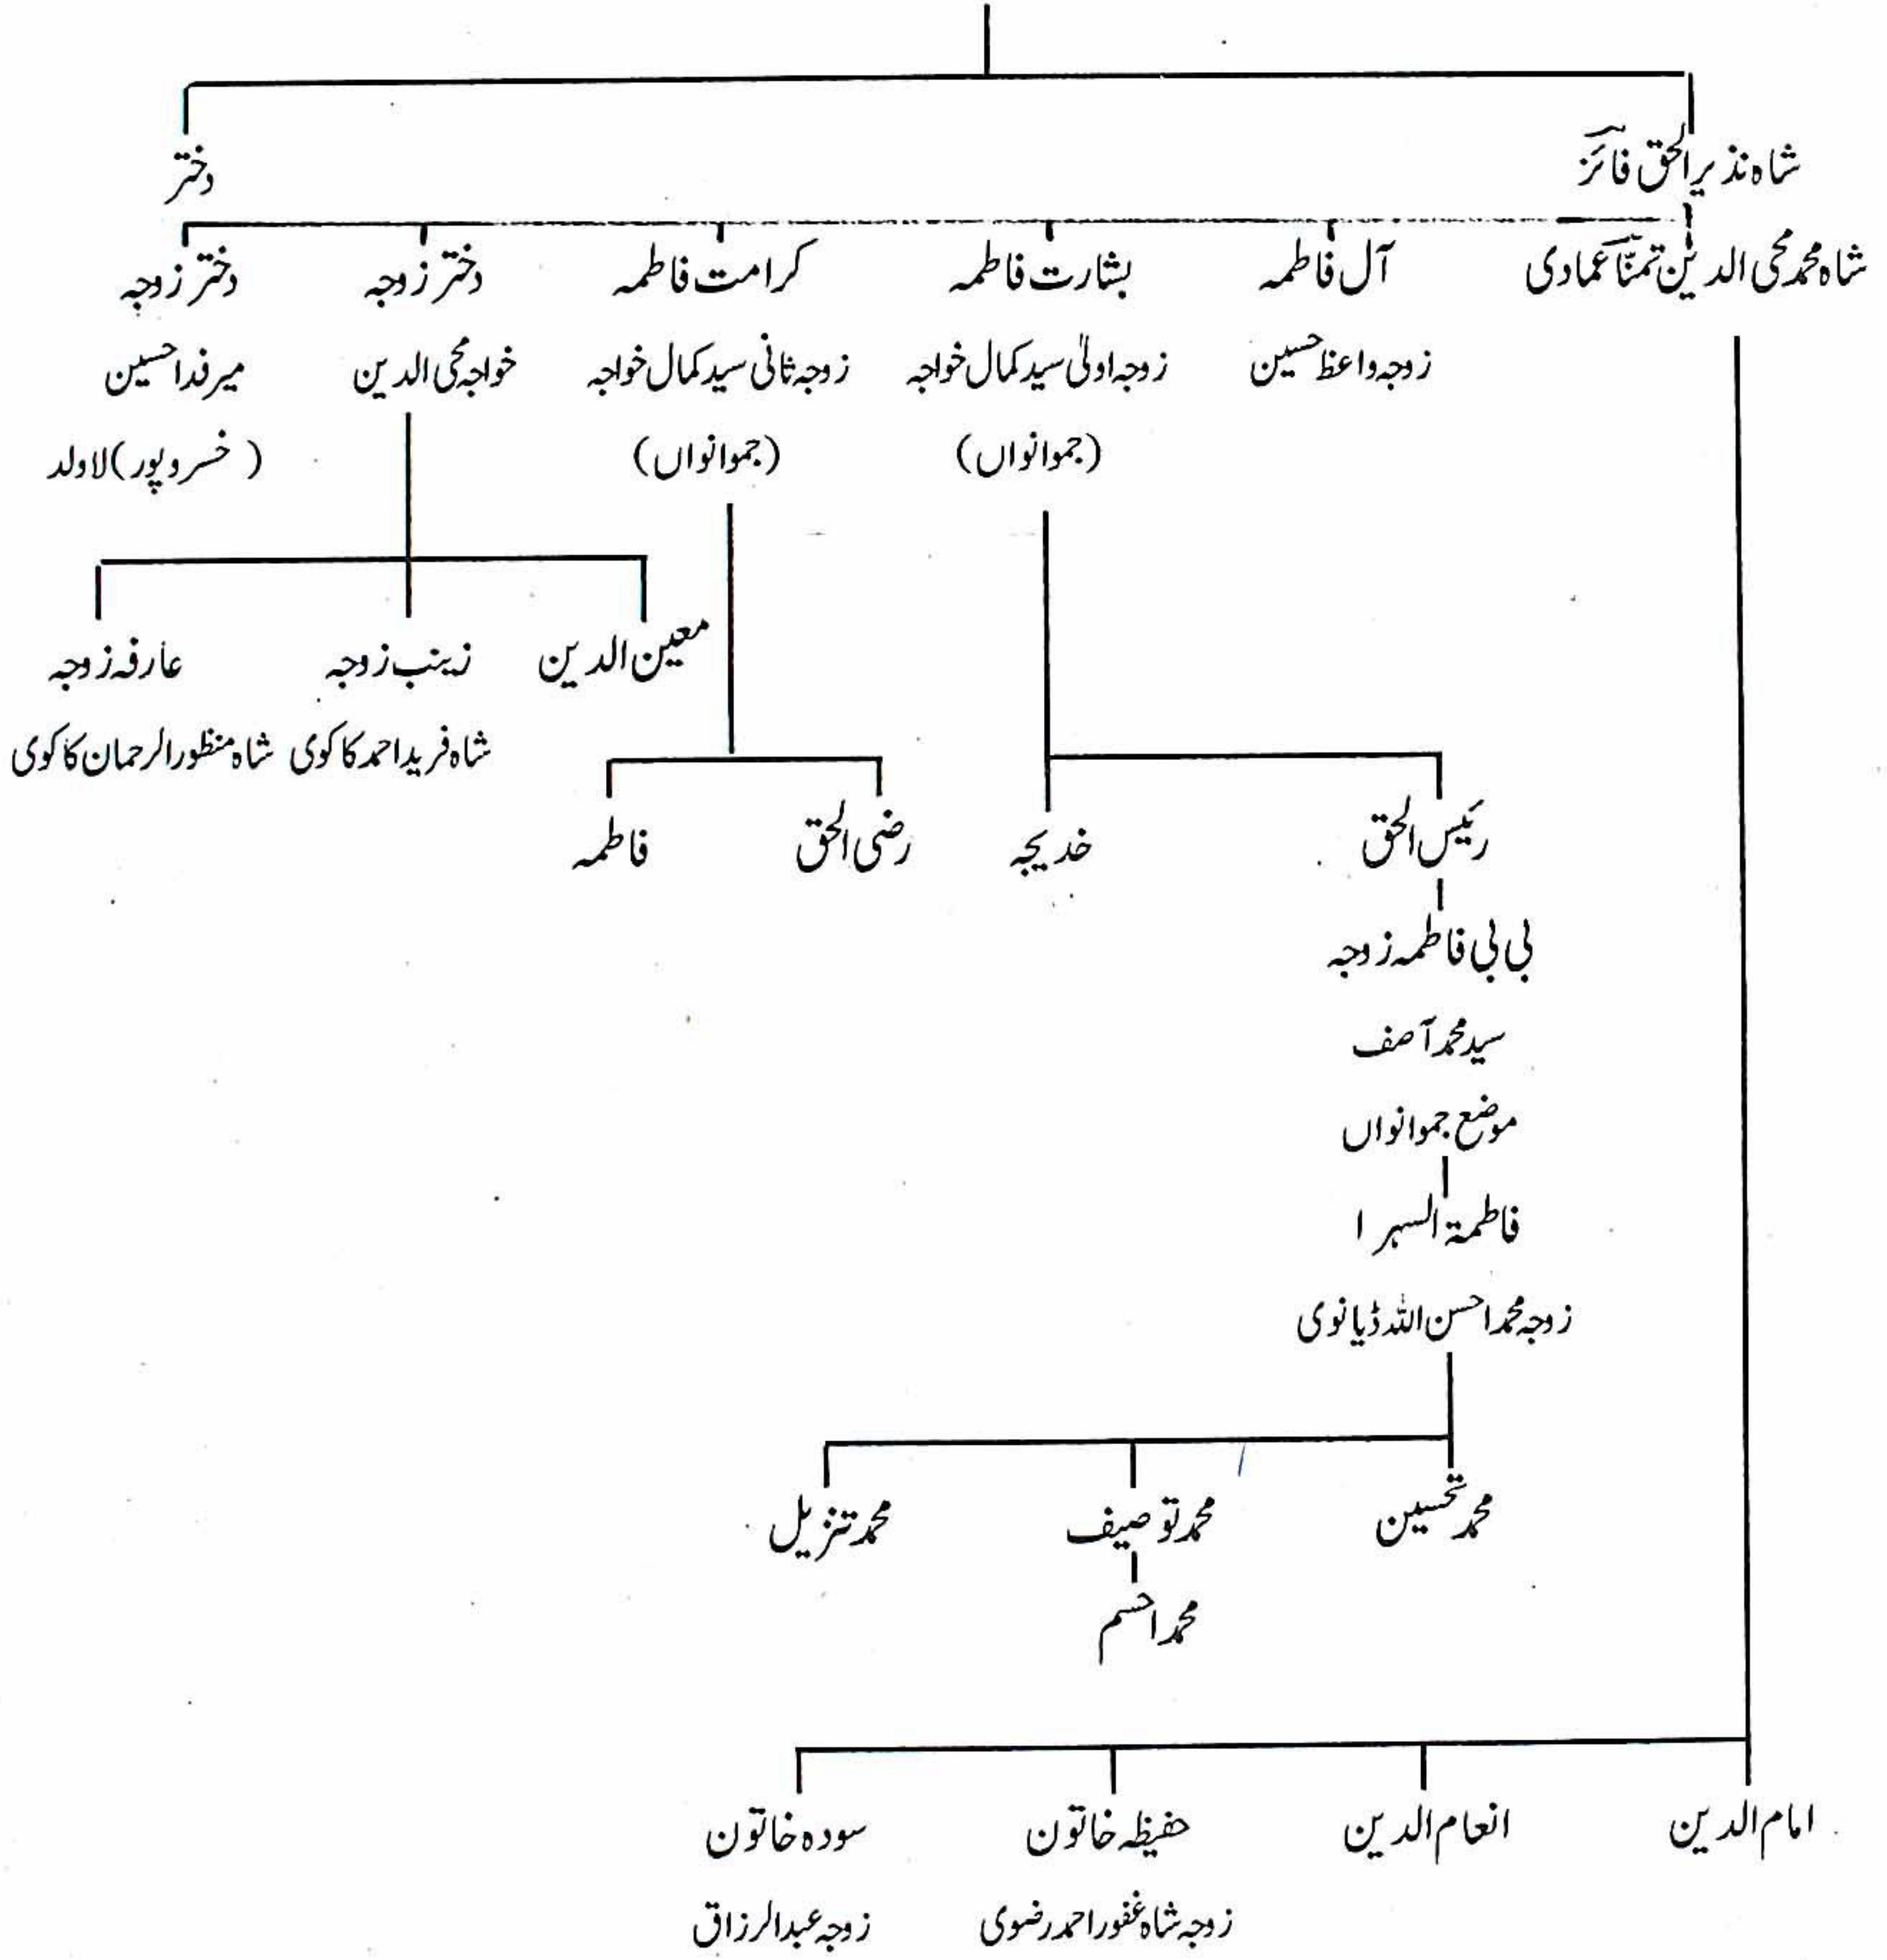 شاہ نذیر الحق فائزؔ
دختر
شاہ محمد محی الدین تمنّاؔ عمادی
آل فاطمہ
بشارت فاطمہ
کرامت فاطمہ
دختر زوجہ
دختر زوجہ
زوجہ واعظ حسین
زوجہ اولیٰ سید کمال خواجہ
زوجہ ثانی سید کمال خواجہ
خواجہ محی الدین
میر فدا حسین
(جموانواں)
(جموانواں)
(خسروپور) لاولد
معین الدین
زینب زوجہ
عارفہ زوجہ
شاہ فرید احمد کاکوی
شاہ منظور الرحمان کاکوی
رئیس الحق
خدیجہ
رضی الحق
فاطمہ
بی بی فاطمہ زوجہ
سید محمد آصف
موضع جموانواں
فاطمۃ السہرا
زوجہ محمد احسن اللہ ڈیانوی
محمد تحسین
محمد توصیف
محمد تنزیل
محمد احسم
امام الدین
انعام الدین
حفیظہ خاتون
سودہ خاتون
زوجہ شاہ غفور احمد رضوی
زوجہ عبدالرزاق